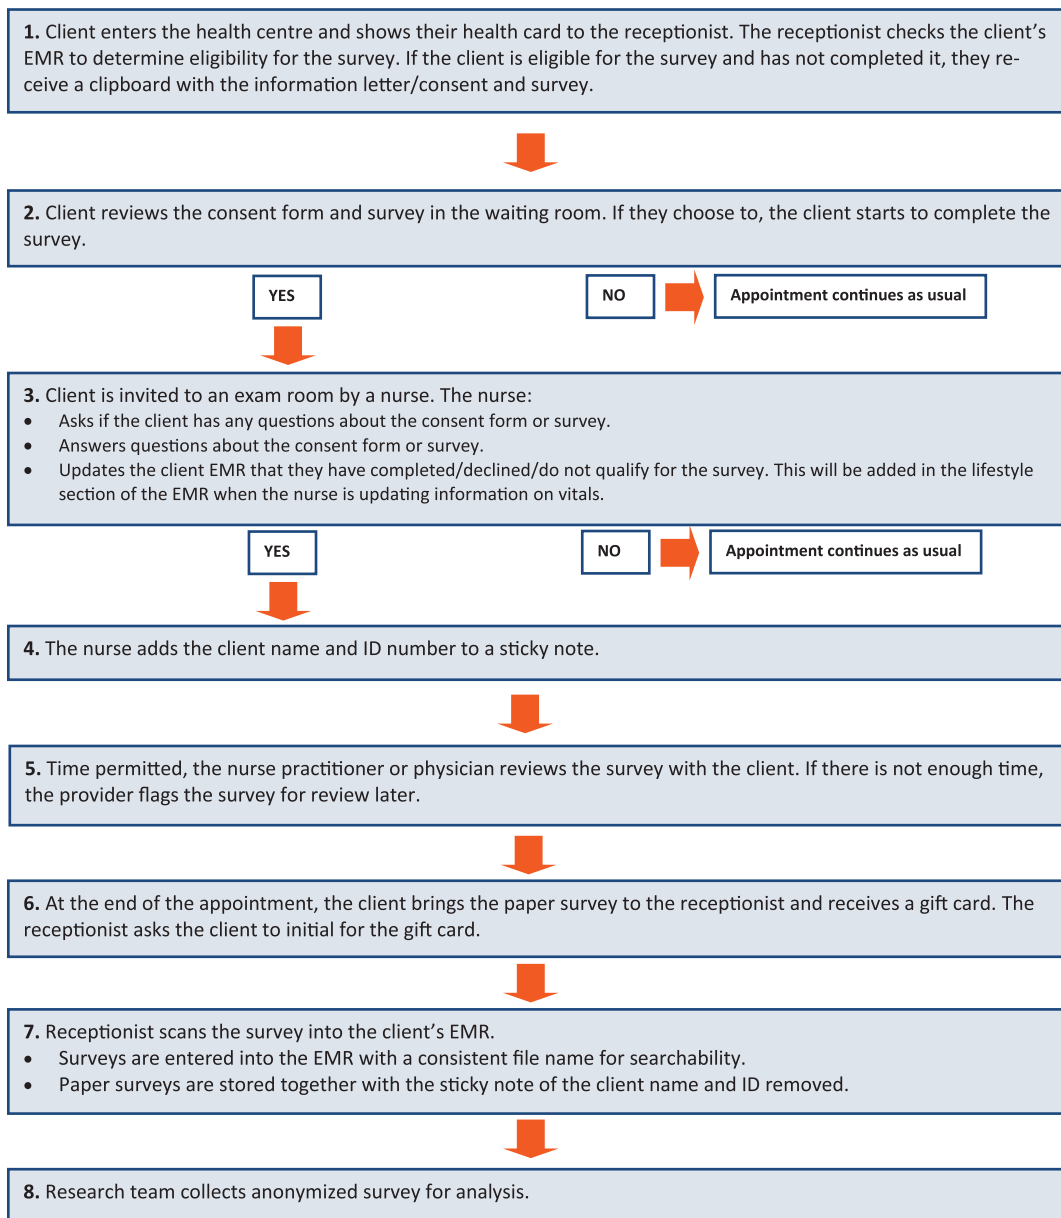 1. Client enters the health centre and shows their health card to the receptionist. The receptionist checks the client’s
EMR to determine eligibility for the survey. If the client is eligible for the survey and has not completed it, they re-
ceive a clipboard with the information letter/consent and survey.
2. Client reviews the consent form and survey in the waiting room. If they choose to, the client starts to complete the
survey.
YES
NO
Appointment continues as usual
3. Client is invited to an exam room by a nurse. The nurse:
• Asks if the client has any questions about the consent form or survey.
• Answers questions about the consent form or survey.
• Updates the client EMR that they have completed/declined/do not qualify for the survey. This will be added in the lifestyle
section of the EMR when the nurse is updating information on vitals.
YES
NO
Appointment continues as usual
4. The nurse adds the client name and ID number to a sticky note.
5. Time permitted, the nurse practitioner or physician reviews the survey with the client. If there is not enough time,
the provider flags the survey for review later.
6. At the end of the appointment, the client brings the paper survey to the receptionist and receives a gift card. The
receptionist asks the client to initial for the gift card.
7. Receptionist scans the survey into the client’s EMR.
• Surveys are entered into the EMR with a consistent file name for searchability.
• Paper surveys are stored together with the sticky note of the client name and ID removed.
8. Research team collects anonymized survey for analysis.